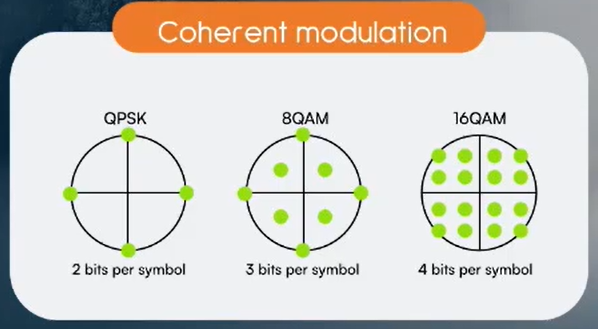 Coherent modulation
QPSK
8QAM
16QAM
2 bits per symbol
3 bits per symbol
4 bits per symbol